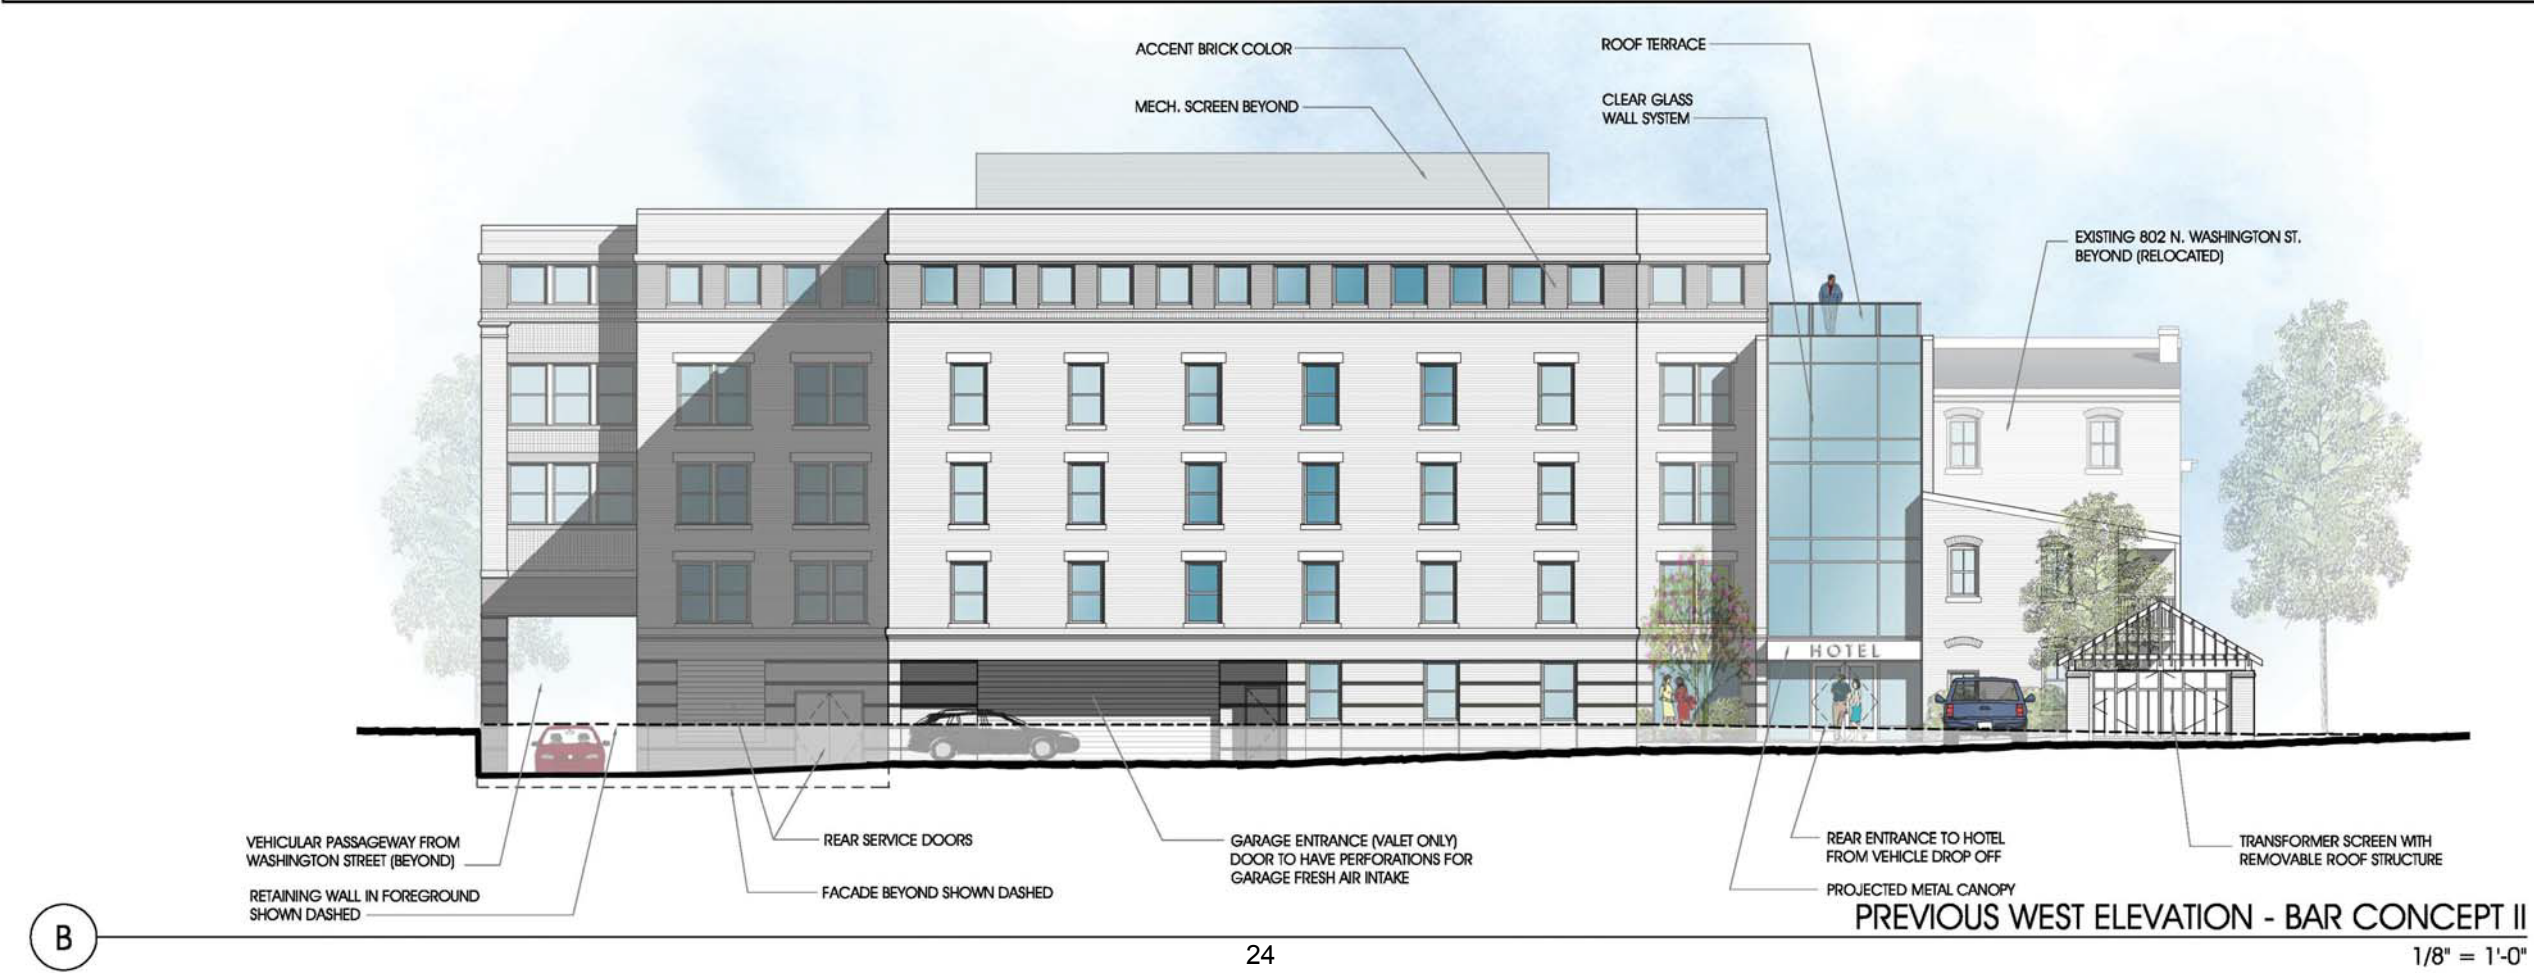 ACCENT BRICK COLOR
MECH. SCREEN BEYOND
ROOF TERRACE
CLEAR GLASS
WALL SYSTEM
EXISTING 802 N. WASHINGTON ST.
BEYOND (RELOCATED)
HOTEL
VEHICULAR PASSAGEWAY FROM
WASHINGTON STREET (BEYOND)
RETAINING WALL IN FOREGROUND
SHOWN DASHED
REAR SERVICE DOORS
FACADE BEYOND SHOWN DASHED
GARAGE ENTRANCE (VALET ONLY)
DOOR TO HAVE PERFORATIONS FOR
GARAGE FRESH AIR INTAKE
REAR ENTRANCE TO HOTEL
FROM VEHICLE DROP OFF
PROJECTED METAL CANOPY
TRANSFORMER SCREEN WITH
REMOVABLE ROOF STRUCTURE
B
PREVIOUS WEST ELEVATION - BAR CONCEPT II
1/8" = 1'-0"
24